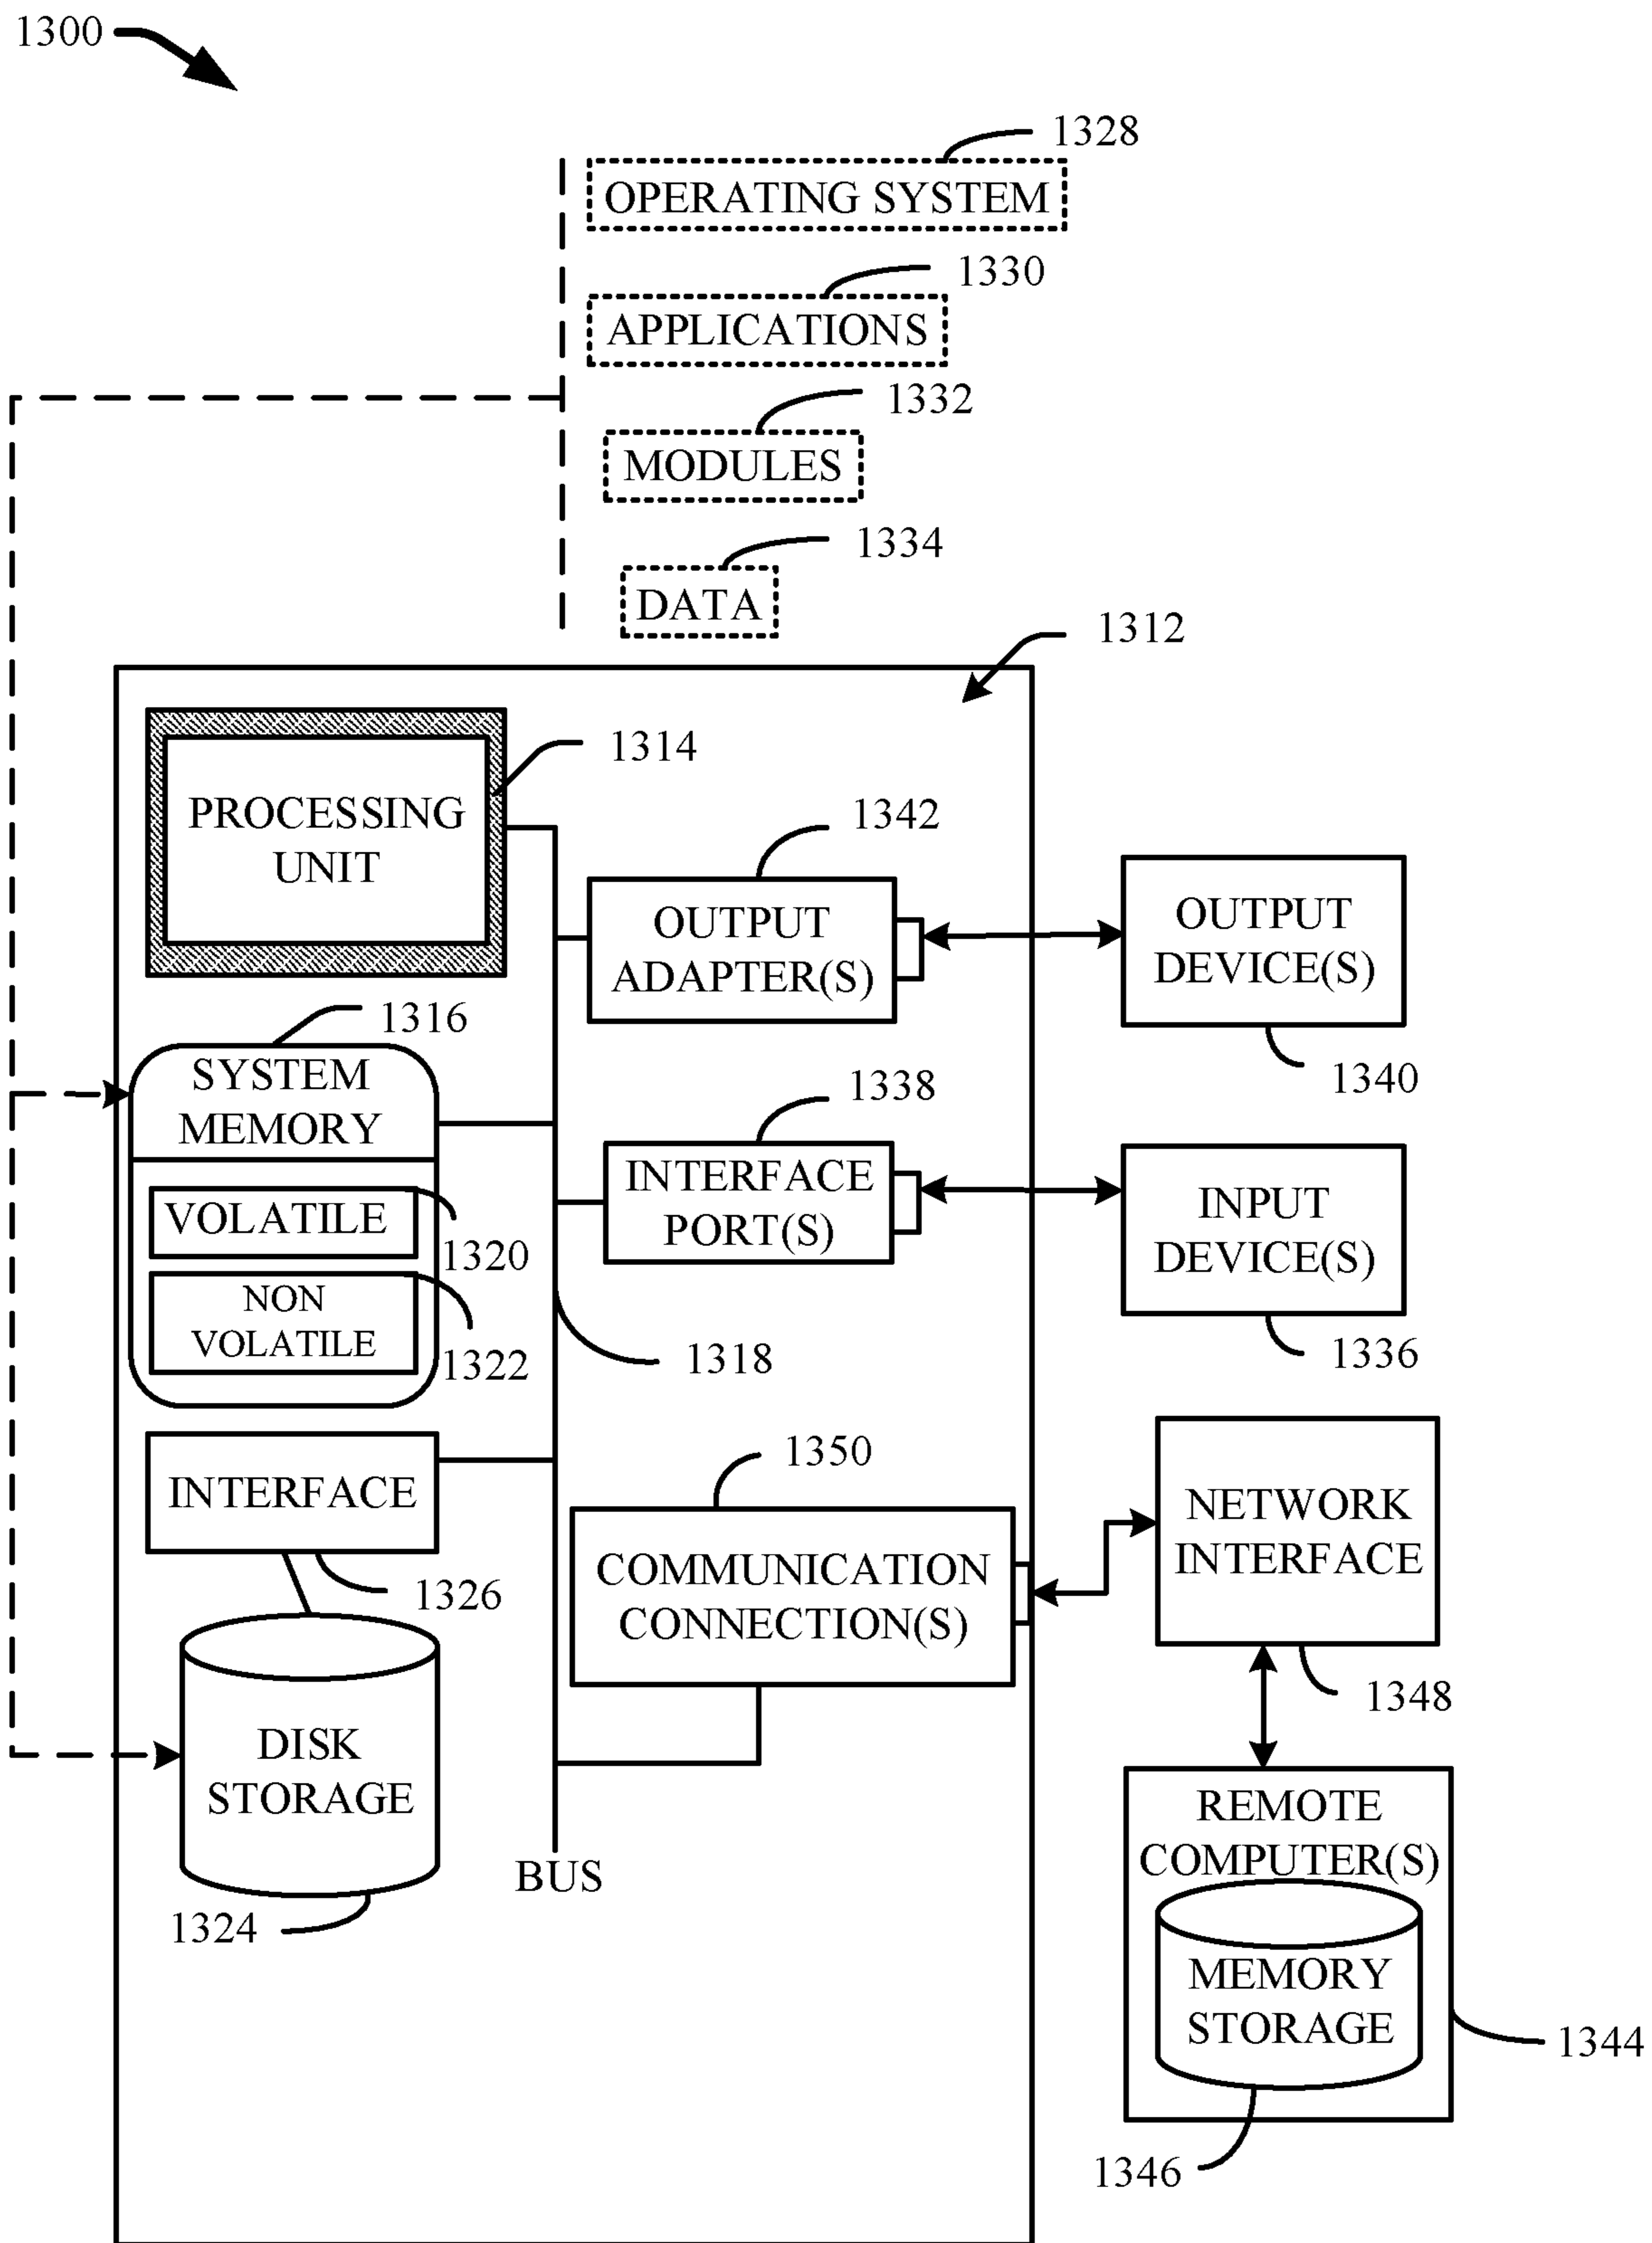 1300
1328
OPERATING SYSTEM
1330
APPLICATIONS
1332
MODULES
1334
DATA
1312
1314
PROCESSING
UNIT
1342
OUTPUT
ADAPTER(S)
OUTPUT
DEVICE(S)
1340
1316
SYSTEM
MEMORY
VOLATILE
1320
NON
VOLATILE
1322
1338
INTERFACE
PORT(S)
INPUT
DEVICE(S)
1336
1318
INTERFACE
1326
1350
COMMUNICATION
CONNECTION(S)
NETWORK
INTERFACE
1348
DISK
STORAGE
1324
BUS
REMOTE
COMPUTER(S)
MEMORY
STORAGE
1344
1346